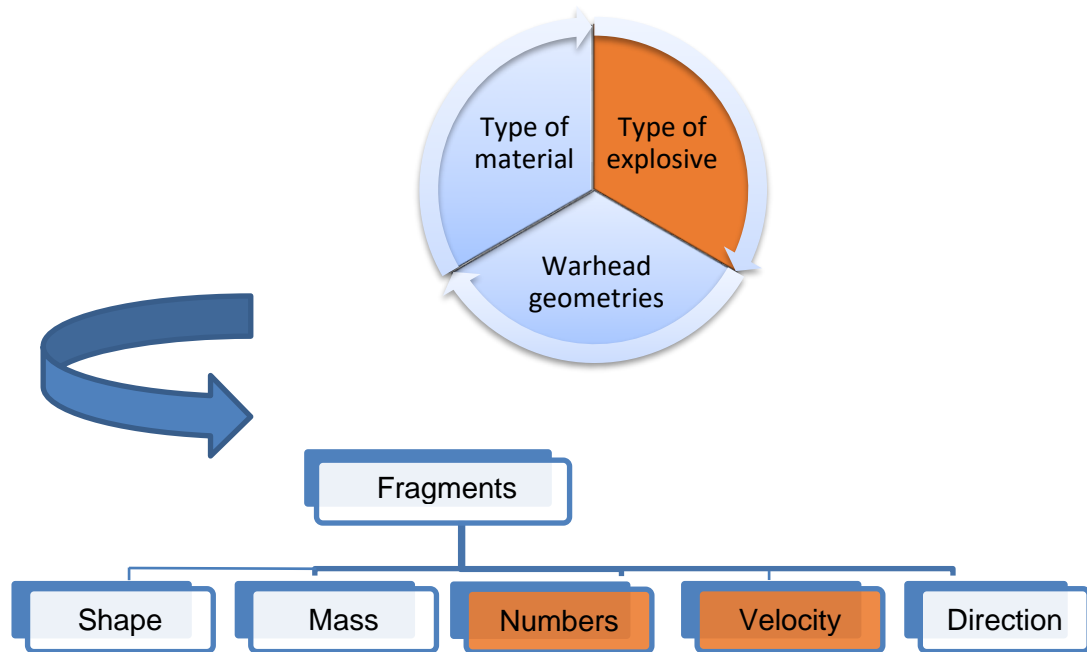 Type of
material
Type of
explosive
Warhead
geometries
Fragments
Shape
Mass
Numbers
Velocity
Direction